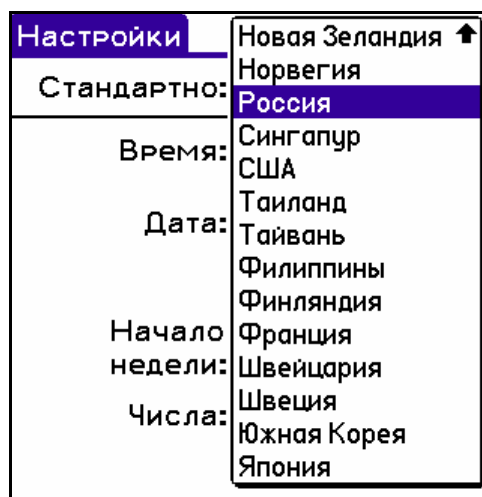 Настройки
Стандартно:
Время:
Дата:
Начало
недели:
Числа:
Новая Зеландия
Норвегия
Россия
Сингапур
США
Таиланд
Тайвань
Филиппины
Финляндия
Франция
Швейцария
Швеция
Южная Корея
Япония